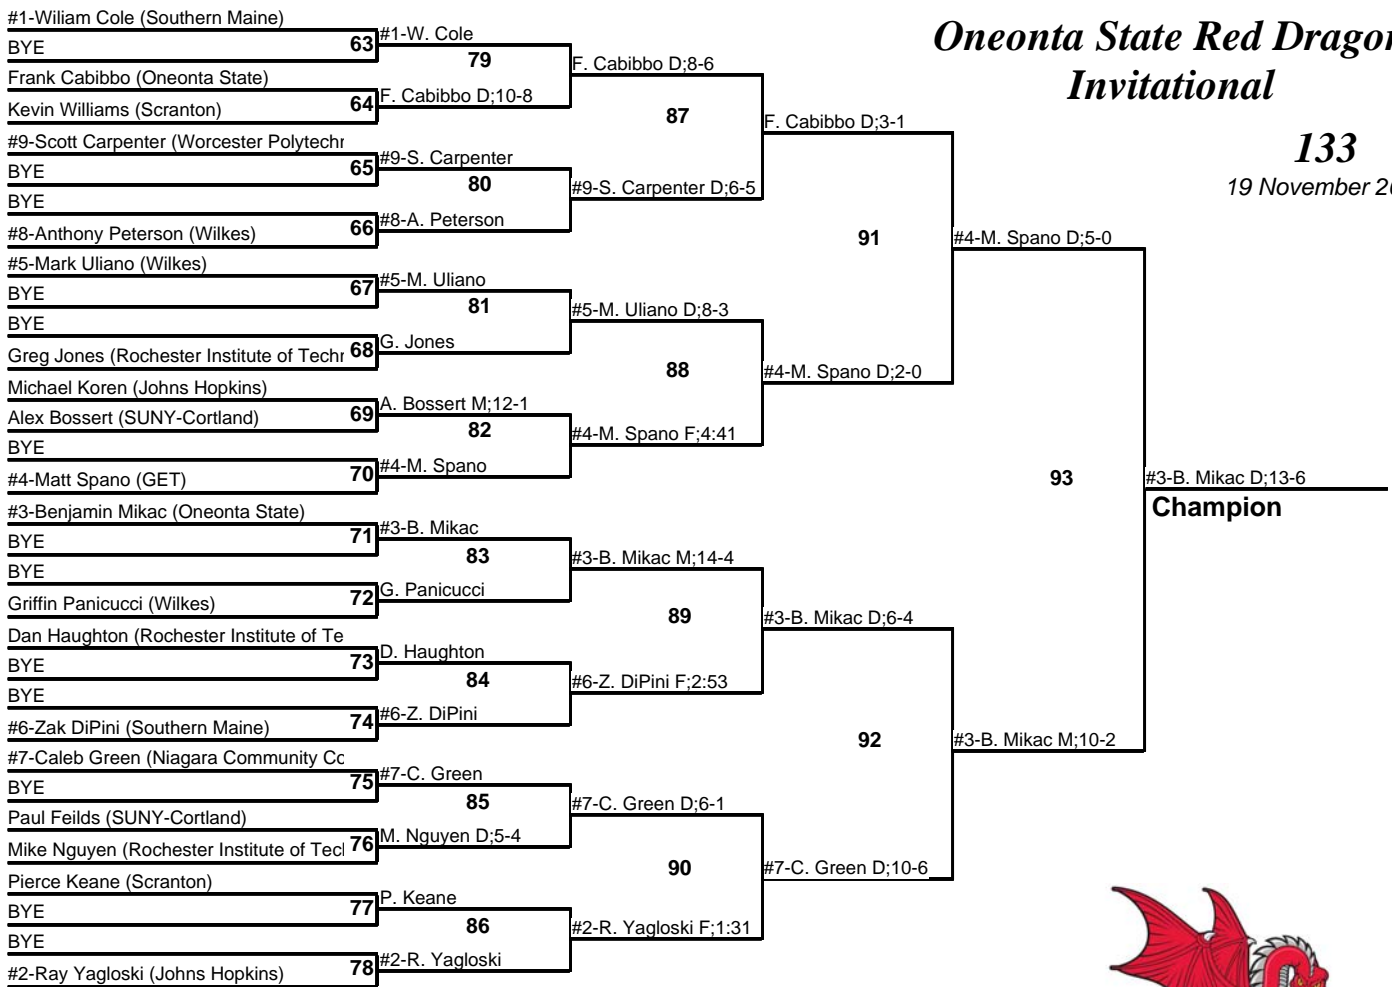 Oneonta State Red Dragon
Invitational
133
19 November 20
#1-Wiliam Cole (Southern Maine)
BYE
63
Frank Cabibbo (Oneonta State)
Kevin Williams (Scranton)
64
#9-Scott Carpenter (Worcester Polytechn
BYE
65
BYE
#8-Anthony Peterson (Wilkes)
66
#5-Mark Uliano (Wilkes)
BYE
67
BYE
Greg Jones (Rochester Institute of Techn
68
Michael Koren (Johns Hopkins)
Alex Bossert (SUNY-Cortland)
69
BYE
#4-Matt Spano (GET)
70
#3-Benjamin Mikac (Oneonta State)
BYE
71
BYE
Griffin Panicucci (Wilkes)
72
Dan Haughton (Rochester Institute of Te
BYE
73
BYE
#6-Zak DiPini (Southern Maine)
74
#7-Caleb Green (Niagara Community Co
BYE
75
Paul Feilds (SUNY-Cortland)
Mike Nguyen (Rochester Institute of Tecl
76
Pierce Keane (Scranton)
BYE
77
BYE
#2-Ray Yagloski (Johns Hopkins)
78
#1-W. Cole
79
F. Cabibbo D;10-8
#9-S. Carpenter
80
#8-A. Peterson
#5-M. Uliano
81
G. Jones
A. Bossert M;12-1
82
#4-M. Spano
#3-B. Mikac
83
G. Panicucci
D. Haughton
84
#6-Z. DiPini
#7-C. Green
85
M. Nguyen D;5-4
P. Keane
86
#2-R. Yagloski
F. Cabibbo D;8-6
87
#9-S. Carpenter D;6-5
#5-M. Uliano D;8-3
88
#4-M. Spano F;4:41
#3-B. Mikac M;14-4
89
#6-Z. DiPini F;2:53
#7-C. Green D;6-1
90
#2-R. Yagloski F;1:31
F. Cabibbo D;3-1
91
#4-M. Spano D;2-0
#3-B. Mikac D;6-4
92
#7-C. Green D;10-6
#4-M. Spano D;5-0
93
#3-B. Mikac M;10-2
#3-B. Mikac D;13-6
Champion